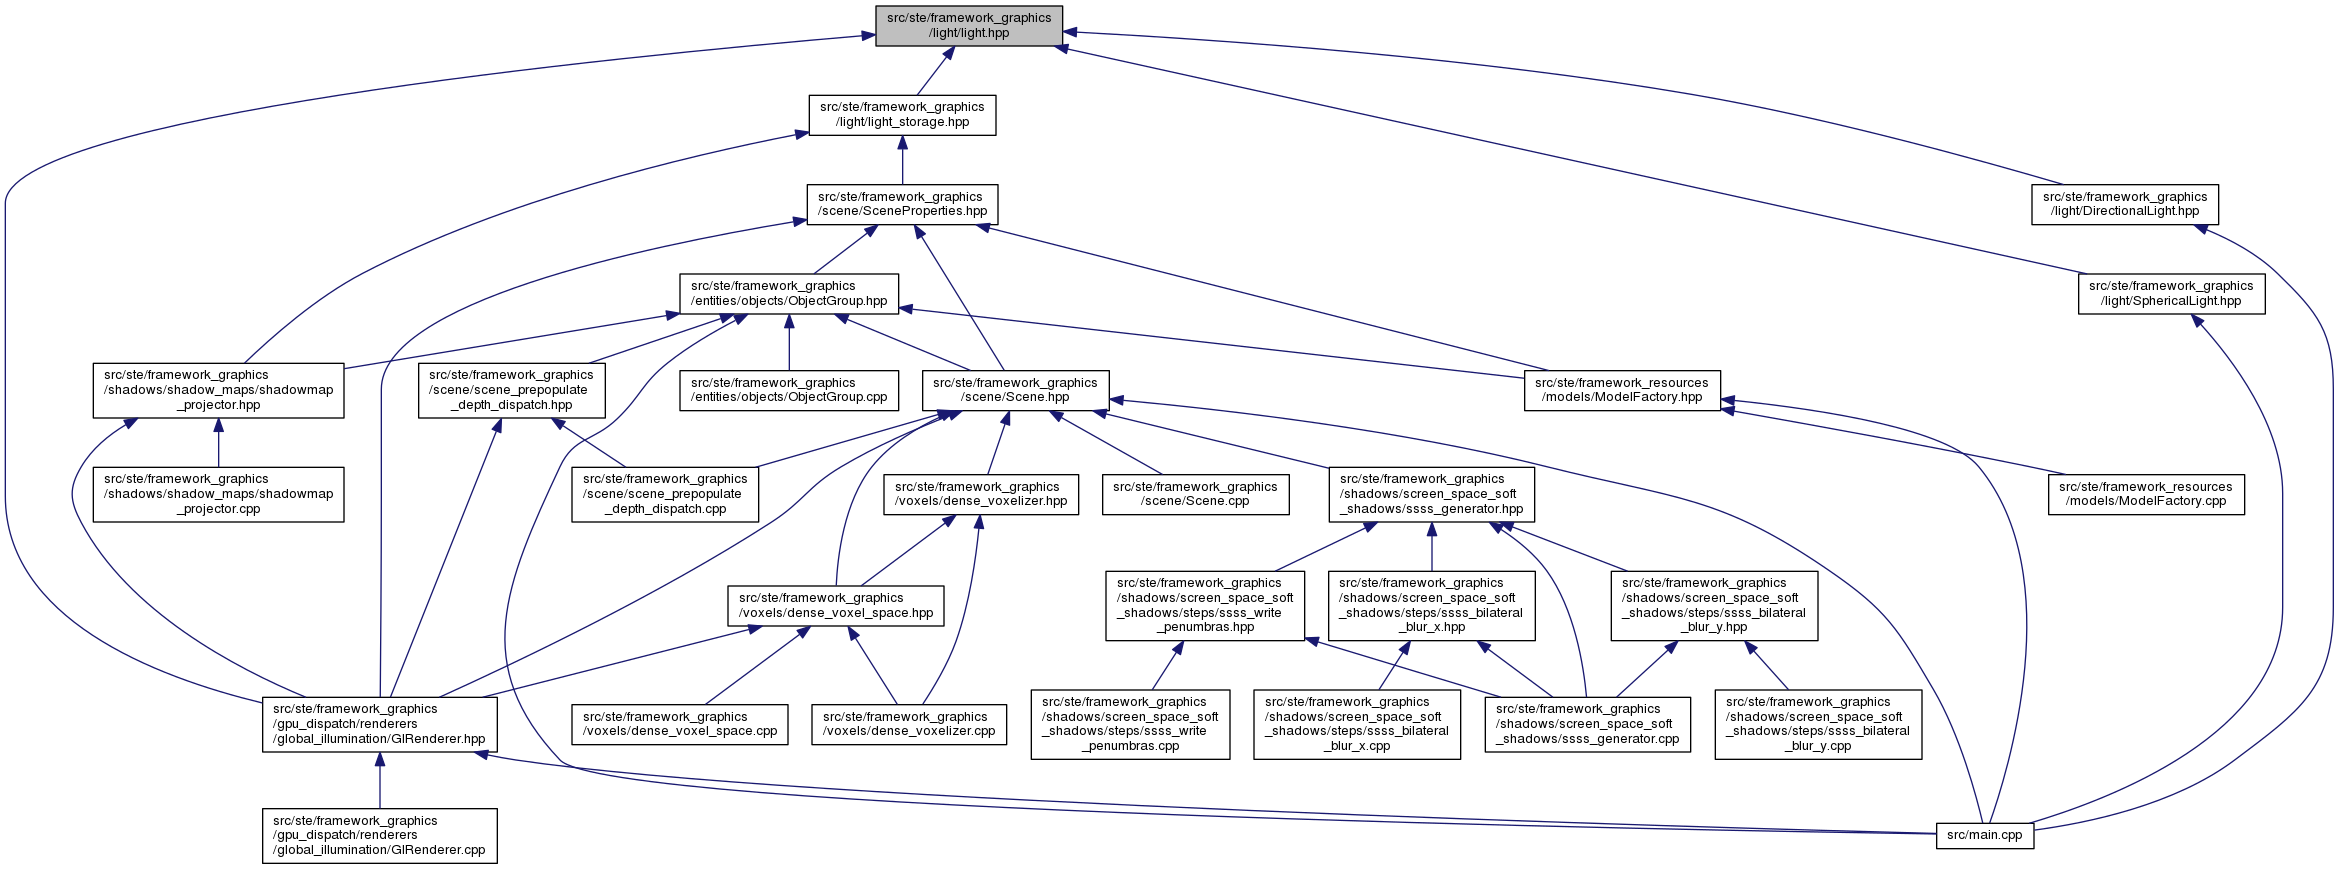 src/ste/framework_graphics
/light/light.hpp
src/ste/framework_graphics
/light/light_storage.hpp
src/ste/framework_graphics
/scene/SceneProperties.hpp
src/ste/framework_graphics
/light/DirectionalLight.hpp
src/ste/framework_graphics
/entities/objects/ObjectGroup.hpp
src/ste/framework_graphics
/light/SphericalLight.hpp
src/ste/framework_graphics
/shadows/shadow_maps/shadowmap
_projector.hpp
src/ste/framework_graphics
/scene/scene_prepopulate
_depth_dispatch.hpp
src/ste/framework_graphics
/entities/objects/ObjectGroup.cpp
src/ste/framework_graphics
/scene/Scene.hpp
src/ste/framework_resources
/models/ModelFactory.hpp
src/ste/framework_graphics
/shadows/shadow_maps/shadowmap
_projector.cpp
src/ste/framework_graphics
/scene/scene_prepopulate
_depth_dispatch.cpp
src/ste/framework_graphics
/voxels/dense_voxelizer.hpp
src/ste/framework_graphics
/scene/Scene.cpp
src/ste/framework_graphics
/shadows/screen_space_soft
_shadows/ssss_generator.hpp
src/ste/framework_resources
/models/ModelFactory.cpp
src/ste/framework_graphics
/voxels/dense_voxel_space.hpp
src/ste/framework_graphics
/shadows/screen_space_soft
_shadows/steps/ssss_write
_penumbras.hpp
src/ste/framework_graphics
/shadows/screen_space_soft
_shadows/steps/ssss_bilateral
_blur_x.hpp
src/ste/framework_graphics
/shadows/screen_space_soft
_shadows/steps/ssss_bilateral
_blur_y.hpp
src/ste/framework_graphics
/gpu_dispatch/renderers
/global_illumination/GIRenderer.hpp
src/ste/framework_graphics
/voxels/dense_voxel_space.cpp
src/ste/framework_graphics
/voxels/dense_voxelizer.cpp
src/ste/framework_graphics
/shadows/screen_space_soft
_shadows/steps/ssss_write
_penumbras.cpp
src/ste/framework_graphics
/shadows/screen_space_soft
_shadows/steps/ssss_bilateral
_blur_x.cpp
src/ste/framework_graphics
/shadows/screen_space_soft
_shadows/ssss_generator.cpp
src/ste/framework_graphics
/shadows/screen_space_soft
_shadows/steps/ssss_bilateral
_blur_y.cpp
src/ste/framework_graphics
/gpu_dispatch/renderers
/global_illumination/GIRenderer.cpp
src/main.cpp